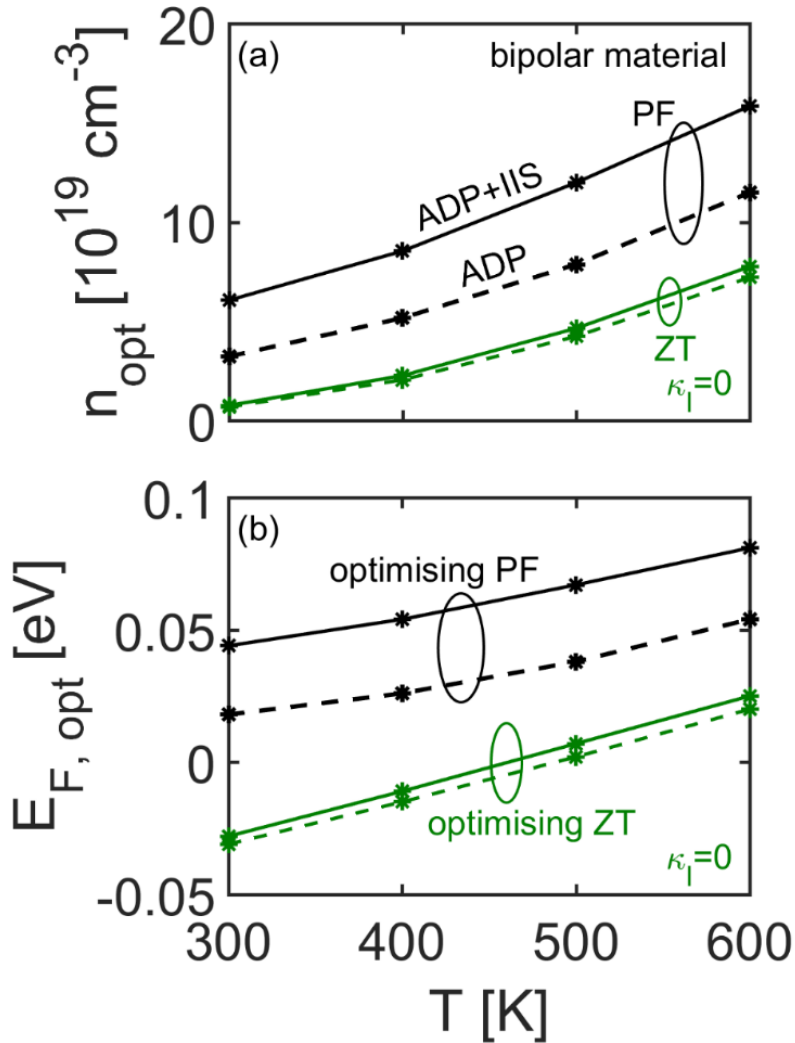 20
(a)
bipolar material
PF
ADP+IIS
10
ADP
ZT
κl=0
0
nopt [10^19 cm^-3]
0.1
(b)
optimising PF
0.05
0
optimising ZT
κl=0
-0.05
EF, opt [eV]
300 400 500 600
T [K]